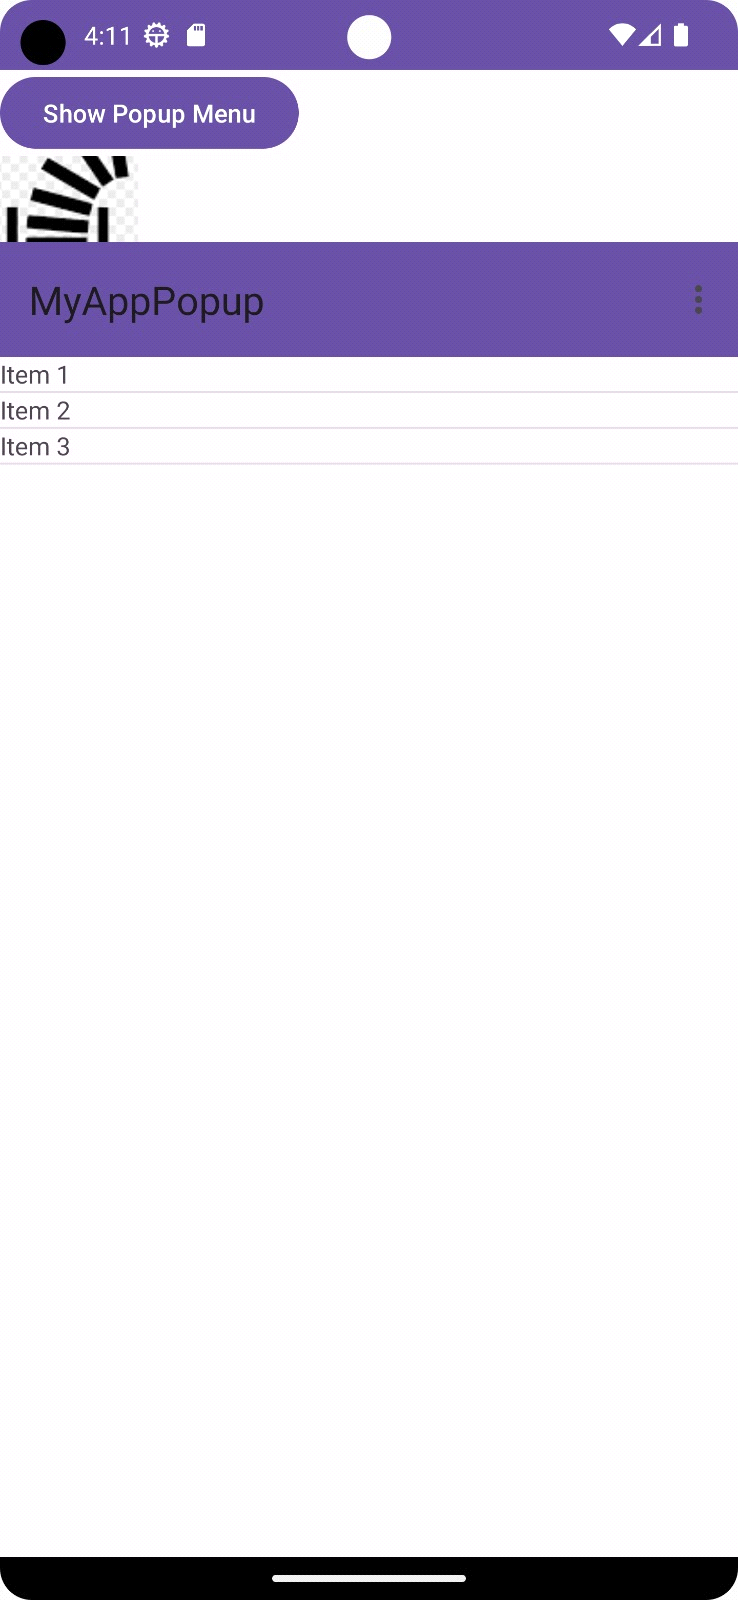 4:11
Show Popup Menu
MyAppPopup
Item 1
Item 2
Item 3